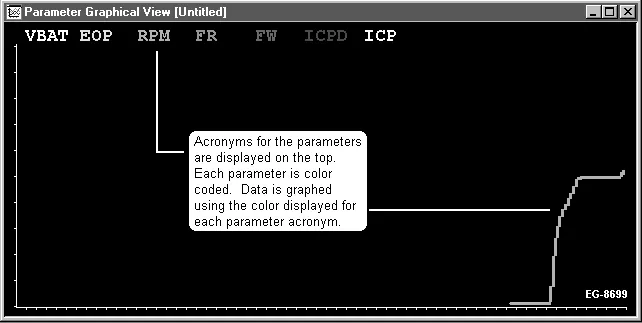 Parameter Graphical View [Untitled]
VBAT EOP RPM FR FW ICPD ICP
Acronyms for the parameters
are displayed on the top.
Each parameter is color
coded. Data is graphed
using the color displayed for
each parameter acronym.
EG-8699